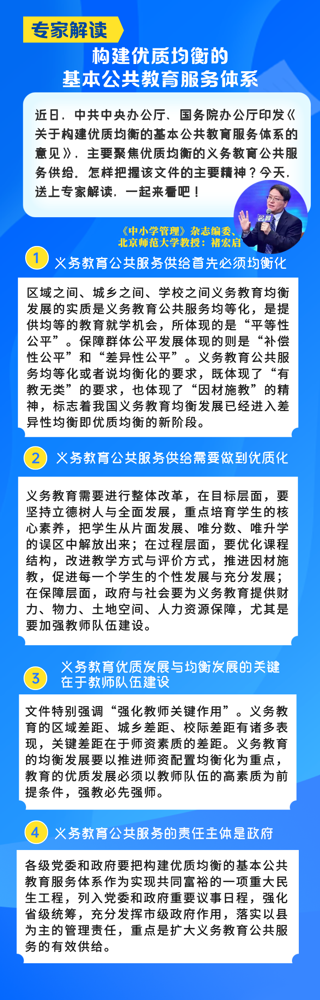 专家解读
构建优质均衡的
基本公共教育服务体系
近日，中共中央办公厅、国务院办公厅印发《
关于构建优质均衡的基本公共教育服务体系的
意见》，主要聚焦优质均衡的义务教育公共服
务供给。怎样把握该文件的主要精神？今天，
送上专家解读，一起来看吧！
《中小学管理》杂志编委、
北京师范大学教授：褚宏启
1
义务教育公共服务供给首先必须均衡化
区域之间、城乡之间、学校之间义务教育均衡
发展的实质是义务教育公共服务均等化，是提
供均等的教育就学机会，所体现的是“平等性
公平”。保障群体公平发展体现的则是“补偿
性公平”和“差异性公平”。义务教育公共服
务均等化或者说均衡化的要求，既体现了“有
教无类”的要求，也体现了“因材施教”的精
神，标志着我国义务教育均衡发展已经进入差
异性均衡即优质均衡的新阶段。
2
义务教育公共服务供给需要做到优质化
义务教育需要进行整体改革，在目标层面，要
坚持立德树人与全面发展，重点培育学生的核
心素养，把学生从片面发展、唯分数、唯升学
的误区中解放出来；在过程层面，要优化课程
结构，改进教学方式与评价方式，推进因材施
教，促进每一个学生的个性发展与充分发展；
在保障层面，政府与社会要为义务教育提供财
力、物力、土地空间、人力资源保障，尤其是
要加强教师队伍建设。
3
义务教育优质发展与均衡发展的关键
在于教师队伍建设
文件特别强调“强化教师关键作用”。义务教
育的区域差距、城乡差距、校际差距有诸多表
现，关键差距在于师资素质的差距。义务教育
的均衡发展要以推进师资配置均衡化为重点，
教育的优质发展必须以教师队伍的高素质为前
提条件，强教必先强师。
4
义务教育公共服务的责任主体是政府
各级党委和政府要把构建优质均衡的基本公共
教育服务体系作为实现共同富裕的一项重大民
生工程，列入党委和政府重要议事日程，强化
省级统筹，充分发挥市级政府作用，落实以县
为主的管理责任，重点是扩大义务教育公共服
务的有效供给。